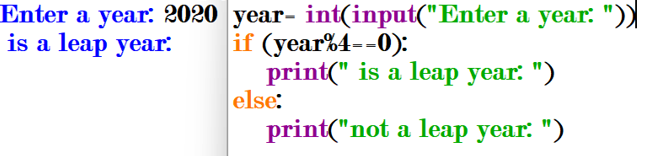 Enter a year: 2020
is a leap year:
year= int(input("Enter a year: "))
if (year%4==0):
print(" is a leap year: ")
else:
print("not a leap year: ")